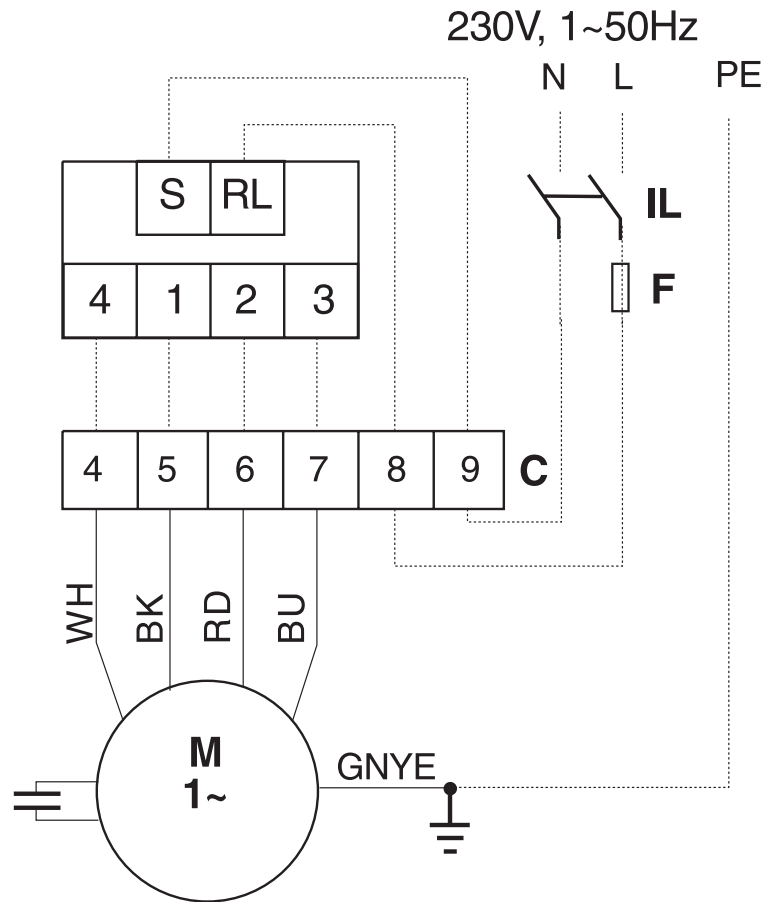 230V, 1~50Hz
N L PE
S RL
IL
F
4 1 2 3
4 5 6 7 8 9 C
WH BK RD BU
M
1~
GNYE